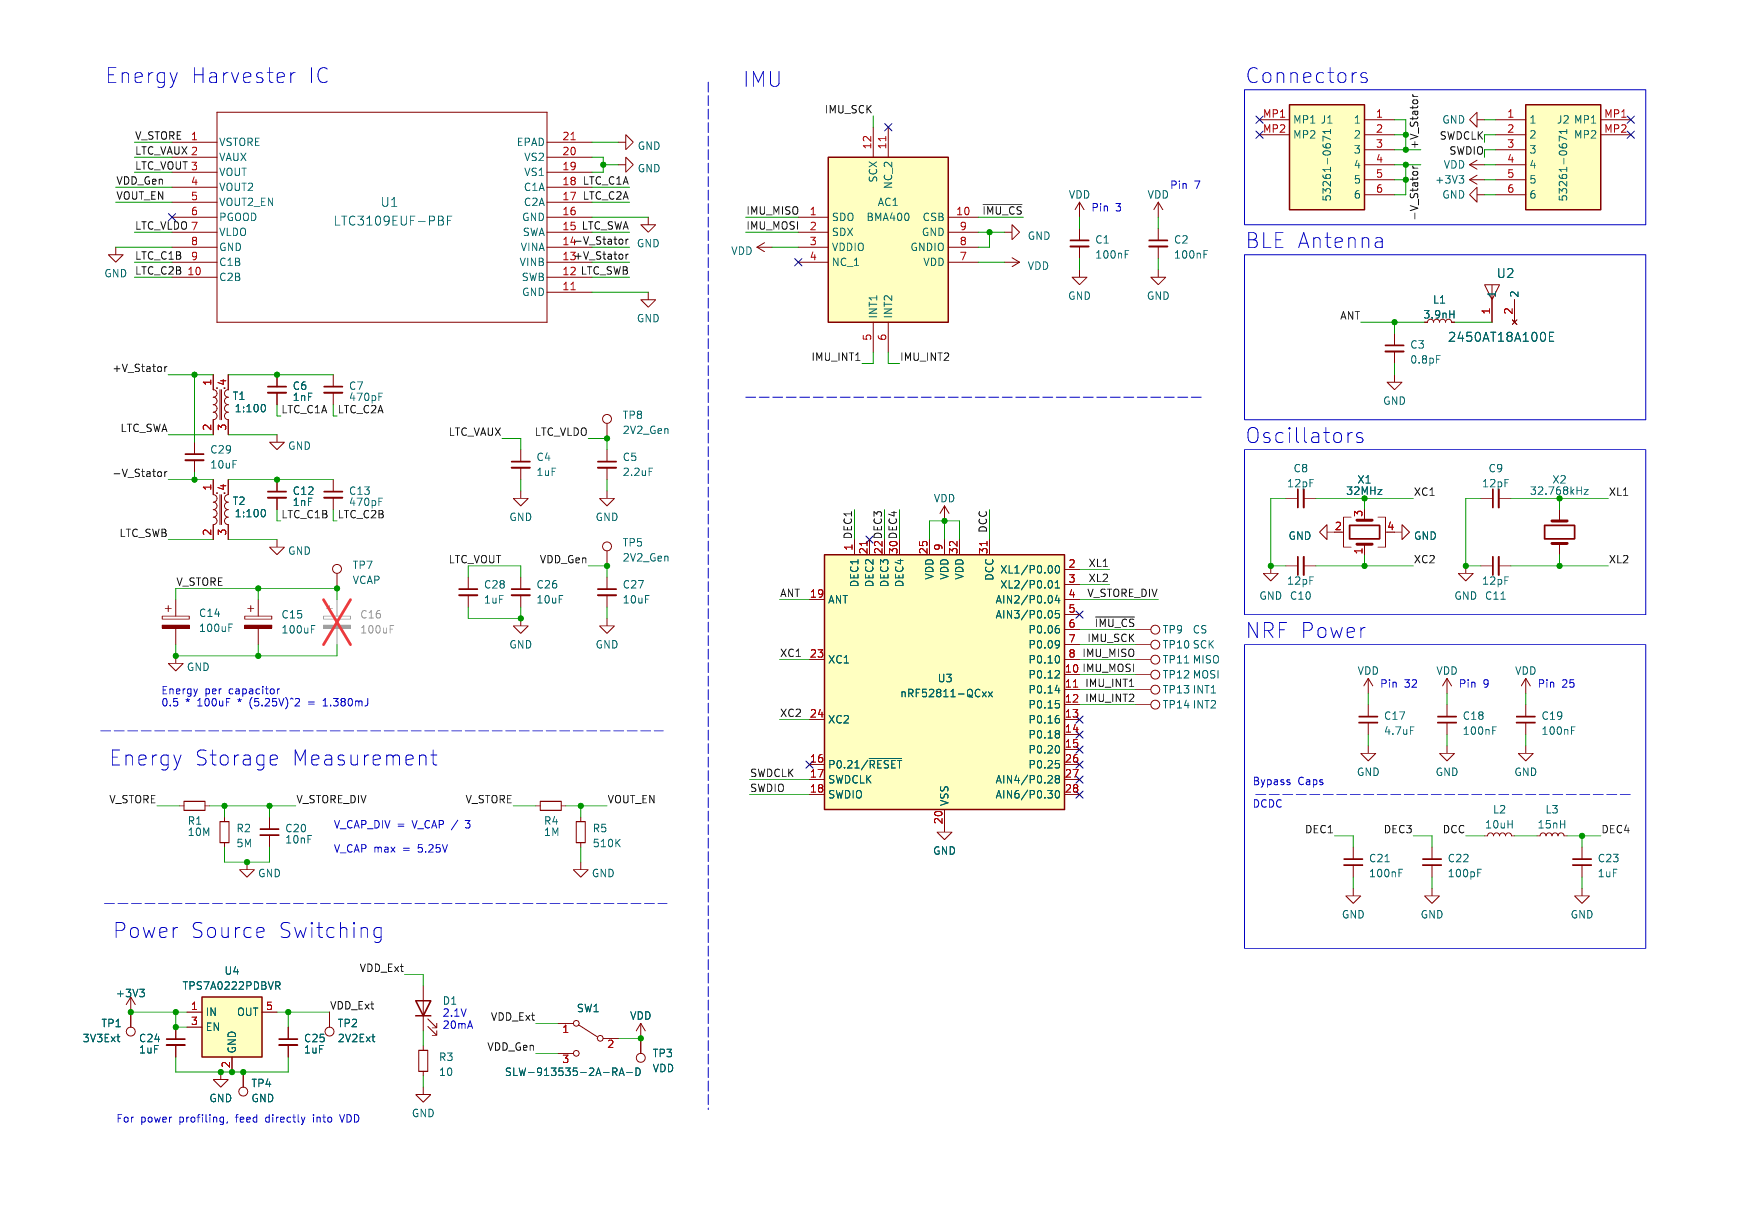 Energy Harvester IC
V_STORE 1 VSTORE
LTC_VAUX 2 VAUX
LTC_VOUT 3 VOUT
VDD_Gen 4 VOUT2
VOUT_EN 5 VOUT2_EN
6 PGOOD
LTC_VLDO 7 VLDO
8 GND
GND
LTC_C1B 9 C1B
LTC_C2B 10 C2B
U1
LTC3109EUF-PBF
EPAD 21 GND
VS2 20
VS1 19 GND
C1A 18 LTC_C1A
C2A 17 LTC_C2A
GND 16
GND
SWA 15 LTC_SWA
VINA 14 -V_Stator
VINB 13 +V_Stator
SWB 12 LTC_SWB
GND 11
GND
+V_Stator
1 4
T1
1:100
2 3
LTC_SWA
C6
1nF
LTC_C1A
C7
470pF
LTC_C2A
GND
C29
10uF
-V_Stator
1 4
T2
1:100
2 3
LTC_SWB
C12
1nF
LTC_C1B
C13
470pF
LTC_C2B
GND
LTC_VAUX
C4
1uF
GND
LTC_VLDO
TP8
2V2_Gen
C5
2.2uF
GND
LTC_VOUT
C28
1uF
C26
10uF
GND
VDD_Gen
TP5
2V2_Gen
C27
10uF
GND
V_STORE
TP7
VCAP
+ C14
100uF
+ C15
100uF
+ C16
100uF
GND
Energy per capacitor
0.5 * 100uF * (5.25V)^2 = 1.380mJ
Energy Storage Measurement
V_STORE
R1
10M
V_STORE_DIV
R2
5M
C20
10nF
GND
V_CAP_DIV = V_CAP / 3
V_CAP max = 5.25V
V_STORE
R4
1M
VOUT_EN
R5
510K
GND
Power Source Switching
U4
TPS7A0222PDBVR
+3V3
TP1
3V3Ext
C24
1uF
1 IN
3 EN
OUT 5
GND
2
VDD_Ext
TP2
2V2Ext
C25
1uF
GND
TP4
GND
For power profiling, feed directly into VDD
VDD_Ext
D1
2.1V
20mA
R3
10
GND
SW1
VDD_Ext
1
VDD_Gen
3
2
VDD
TP3
VDD
SLW-913535-2A-RA-D
IMU
IMU_SCK
12 11
SCX NC_2
AC1
BMA400
IMU_MISO 1 SDO
IMU_MOSI 2 SDX
VDD 3 VDDIO
4 NC_1
CSB 10 IMU_CS
GND 9 GND
GNDIO 8
VDD 7 VDD
INT1 INT2
5 6
IMU_INT1 IMU_INT2
VDD
Pin 3
C1
100nF
GND
Pin 7
VDD
C2
100nF
GND
VDD
DEC1 DEC3 DEC4 DCC
1 21 22 30 25 9 32 31
DEC1 DEC2 DEC3 DEC4 VDD VDD VDD DCC
ANT 19 ANT
XC1 23 XC1
XC2 24 XC2
16 P0.21/RESET
SWDCLK 17 SWDCLK
SWDIO 18 SWDIO
U3
nRF52811-QCxx
XL1/P0.00 2 XL1
XL2/P0.01 3 XL2
AIN2/P0.04 4 V_STORE_DIV
AIN3/P0.05 5
P0.06 6 IMU_CS TP9 CS
P0.09 7 IMU_SCK TP10 SCK
P0.10 8 IMU_MISO TP11 MISO
P0.12 10 IMU_MOSI TP12 MOSI
P0.14 11 IMU_INT1 TP13 INT1
P0.15 12 IMU_INT2 TP14 INT2
P0.16 13
P0.18 14
P0.20 15
P0.25 26
AIN4/P0.28 27
AIN6/P0.30 28
VSS
20
GND
Connectors
MP1 MP1 J1 1 1
MP2 MP2 2 2
3 3
4 4
5 5
6 6
53261-0671
+V_Stator
-V_Stator
GND 1 1 J2 MP1 MP1
SWDCLK 2 2 MP2 MP2
SWDIO 3 3
VDD 4 4
+3V3 5 5
GND 6 6
53261-0671
BLE Antenna
ANT
L1
3.9nH
U2
1 2
2
2450AT18A100E
C3
0.8pF
GND
Oscillators
C8
12pF
X1
32MHz
XC1
GND 2 3 4 GND
1
XC2
12pF
GND C10
C9
12pF
X2
32.768kHz
XL1
XL2
12pF
GND C11
NRF Power
VDD
Pin 32
C17
4.7uF
GND
VDD
Pin 9
C18
100nF
GND
VDD
Pin 25
C19
100nF
GND
Bypass Caps
DCDC
DEC1
C21
100nF
GND
DEC3
C22
100pF
GND
DCC
L2
10uH
L3
15nH
DEC4
C23
1uF
GND